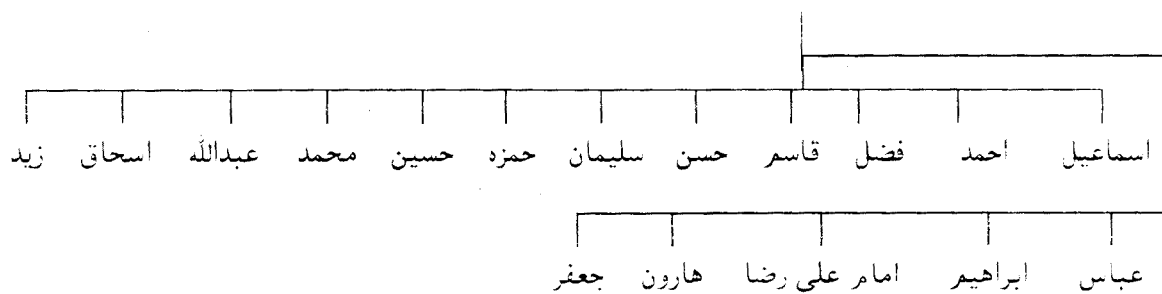 اسماعیل احمد فضل قاسم حسن سلیمان حمزه حسین محمد عبدالله اسحاق زید
عباس ابراهیم امام علی رضا هارون جعفر